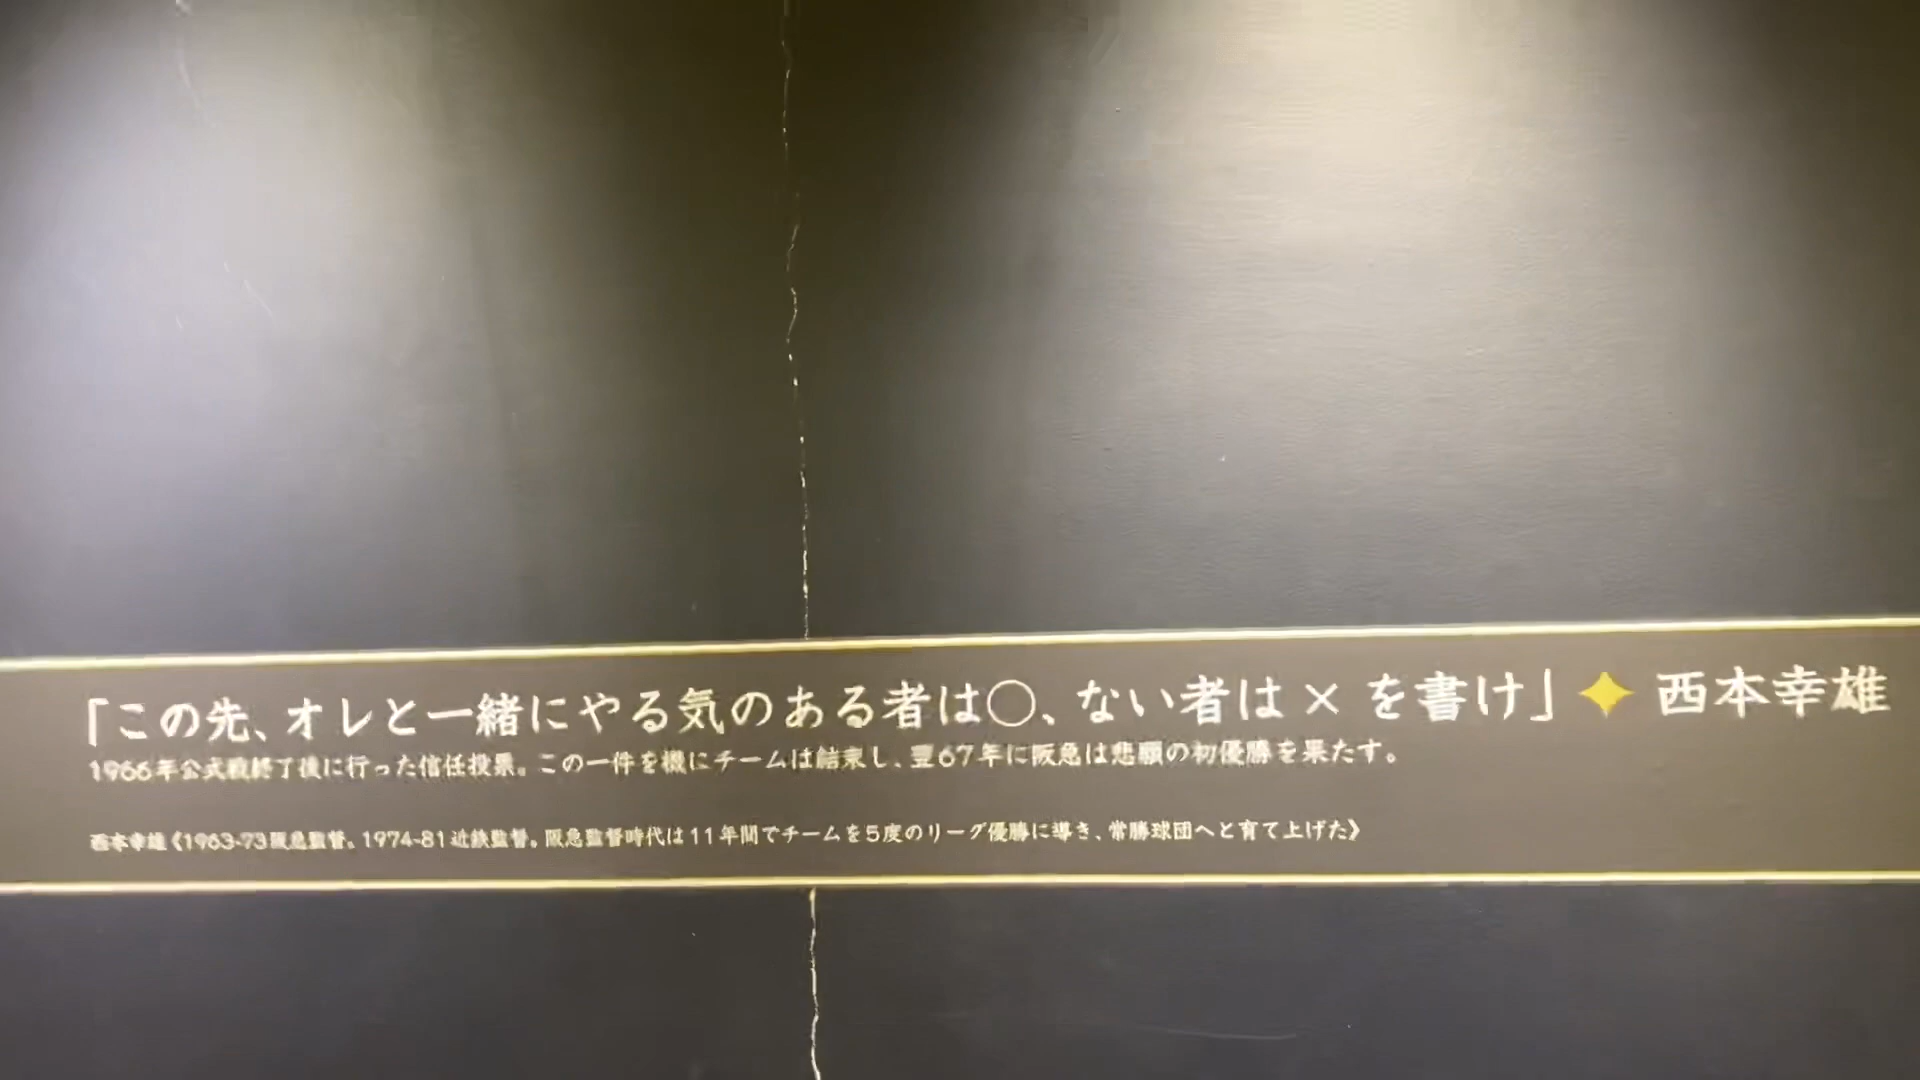 「この先、オレと一緒にやる気のある者は○、ない者は×を書け」✦ 西本幸雄
1966年公式戦終了後に行った信任投票。この一件を機にチームは結束し、翌67年に阪急は悲願の初優勝を果たす。
西本幸雄《1963-73阪急監督。1974-81近鉄監督。阪急監督時代は11年間でチームを5度のリーグ優勝に導き、常勝球団へと育て上げた》